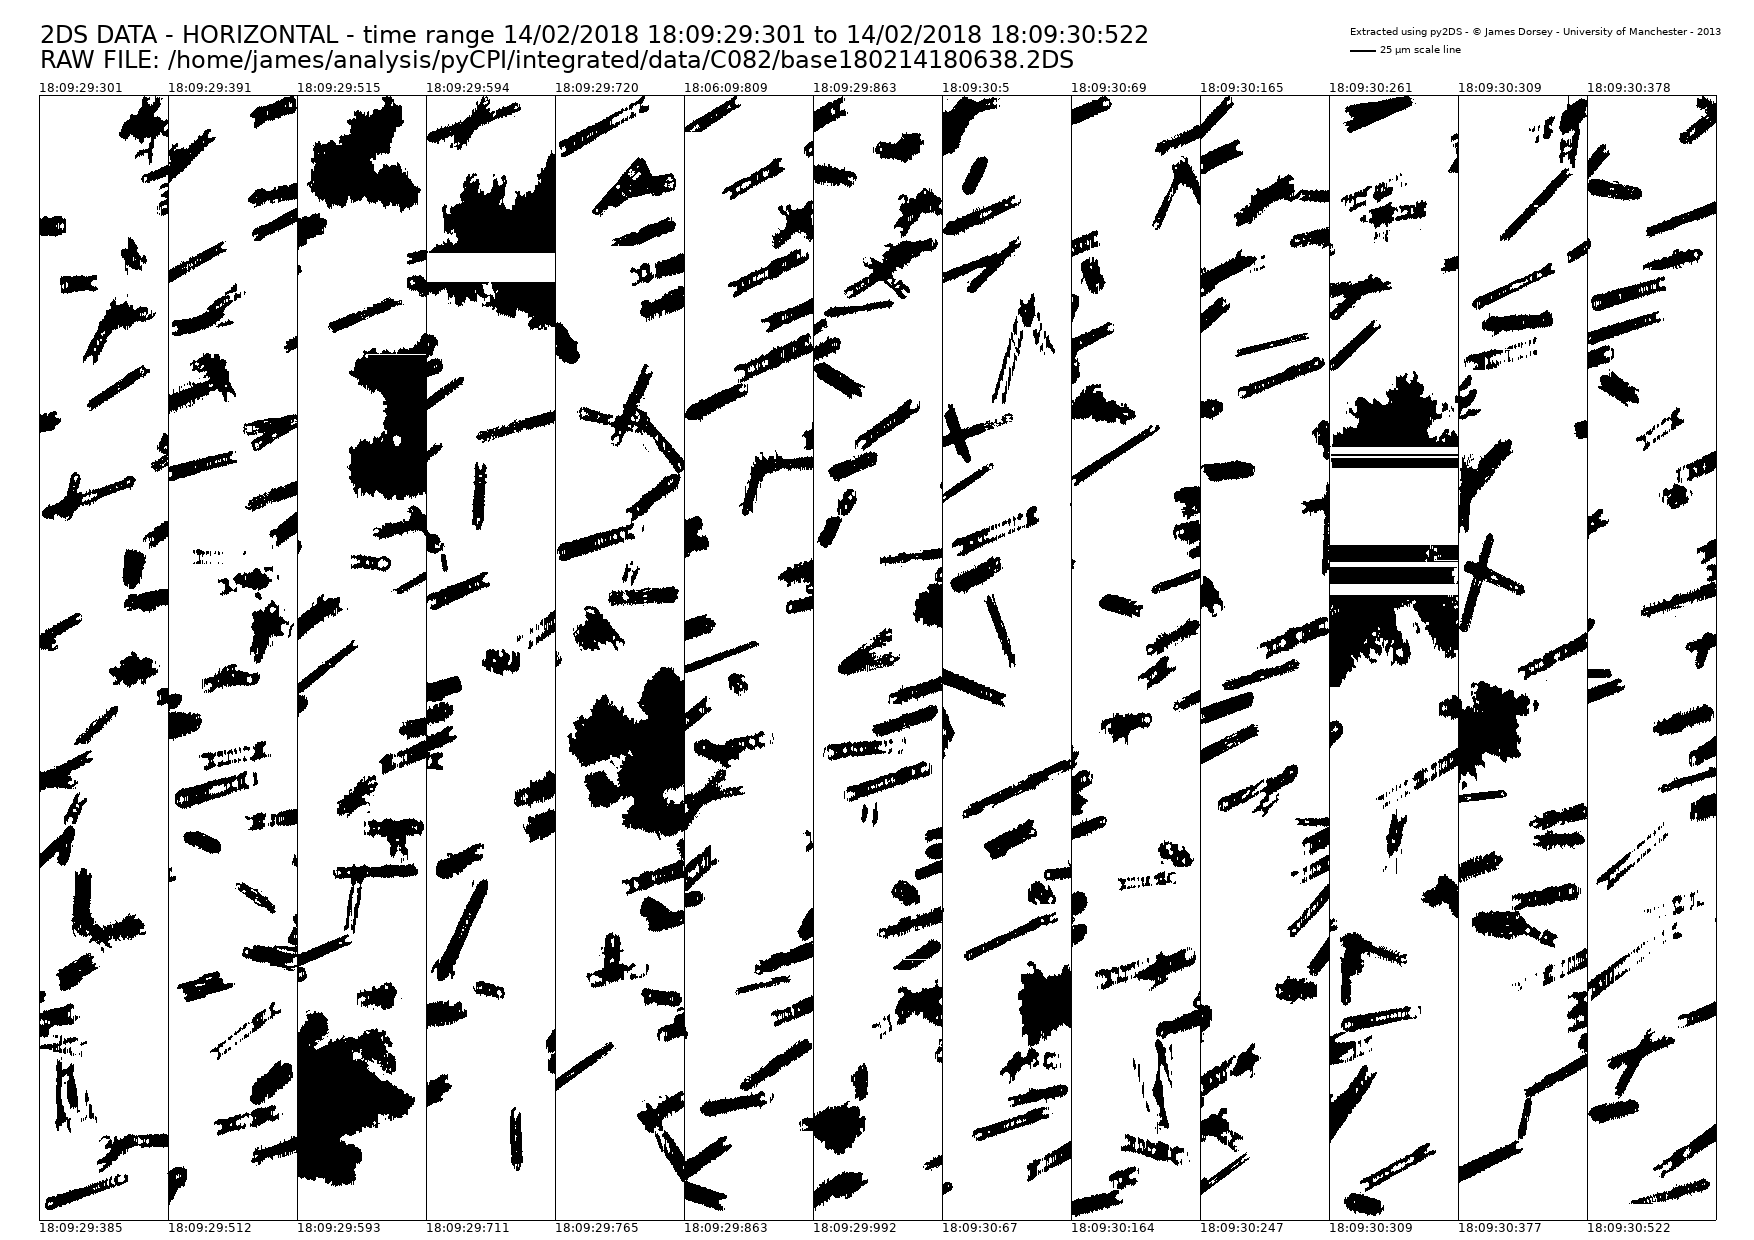 2DS DATA - HORIZONTAL - time range 14/02/2018 18:09:29:301 to 14/02/2018 18:09:30:522
RAW FILE: /home/james/analysis/pyCPI/integrated/data/C082/base180214180638.2DS
Extracted using py2DS - © James Dorsey - University of Manchester - 2013
25 µm scale line
18:09:29:301 18:09:29:391 18:09:29:515 18:09:29:594 18:09:29:720 18:06:09:809 18:09:29:863 18:09:30:5 18:09:30:69 18:09:30:165 18:09:30:261 18:09:30:309 18:09:30:378
18:09:29:385 18:09:29:512 18:09:29:593 18:09:29:711 18:09:29:765 18:09:29:863 18:09:29:992 18:09:30:67 18:09:30:164 18:09:30:247 18:09:30:309 18:09:30:377 18:09:30:522